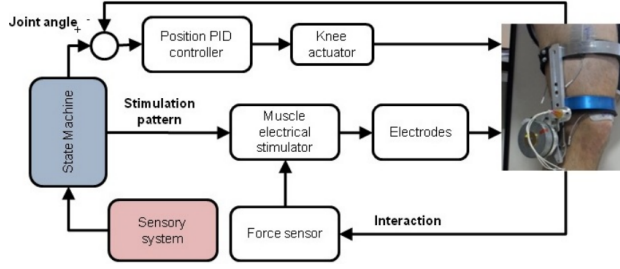 Joint angle
+
-
Position PID
controller
Knee
actuator
State Machine
Stimulation
pattern
Muscle
electrical
stimulator
Electrodes
Sensory
system
Force sensor
Interaction